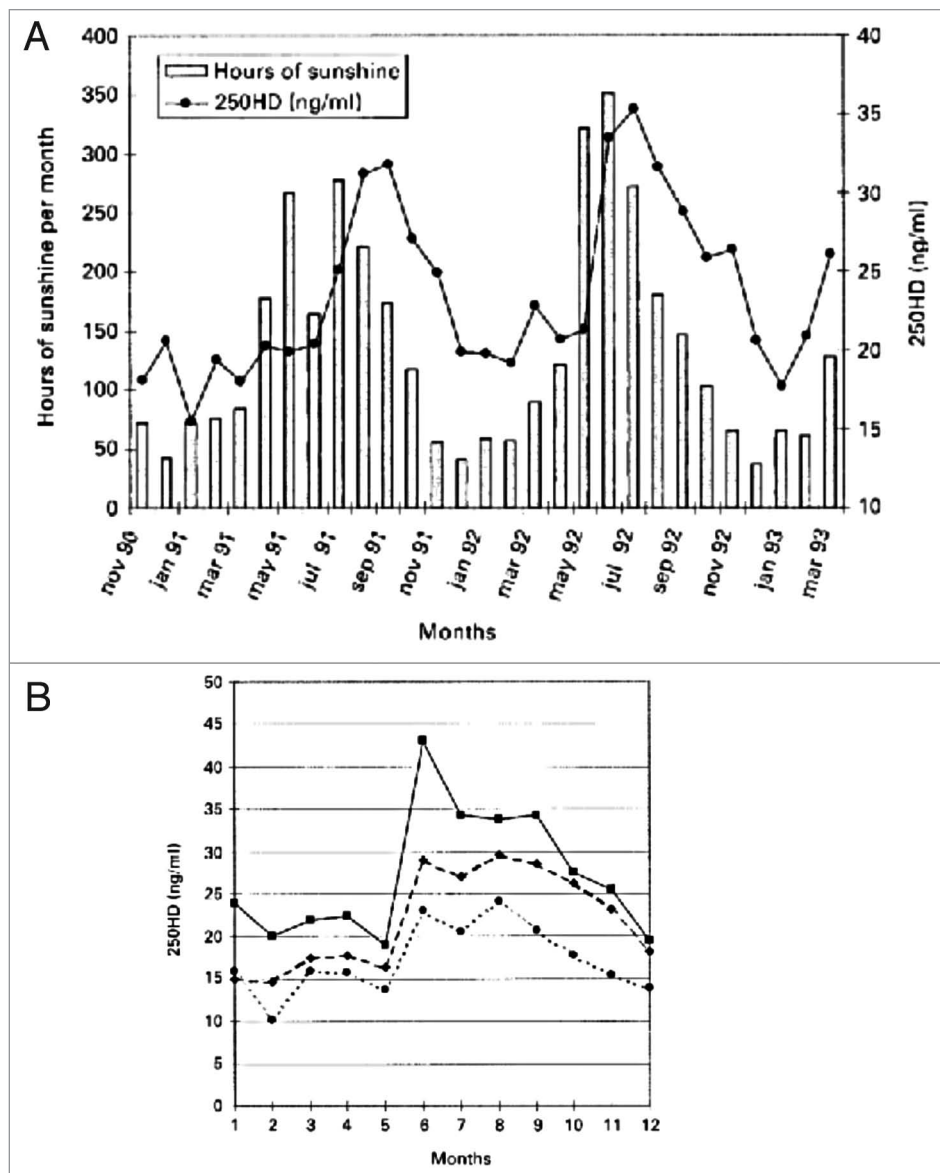 A
400
350
300
250
200
150
100
50
0
Hours of sunshine per month
Hours of sunshine
250HD (ng/ml)
40
35
30
25
20
15
10
250HD (ng/ml)
nov 90
jan 91
mar 91
may 91
jul 91
sep 91
nov 91
jan 92
mar 92
may 92
jul 92
sep 92
nov 92
jan 93
mar 93
Months
B
50
45
40
35
30
25
20
15
10
5
0
250HD (ng/ml)
1 2 3 4 5 6 7 8 9 10 11 12
Months